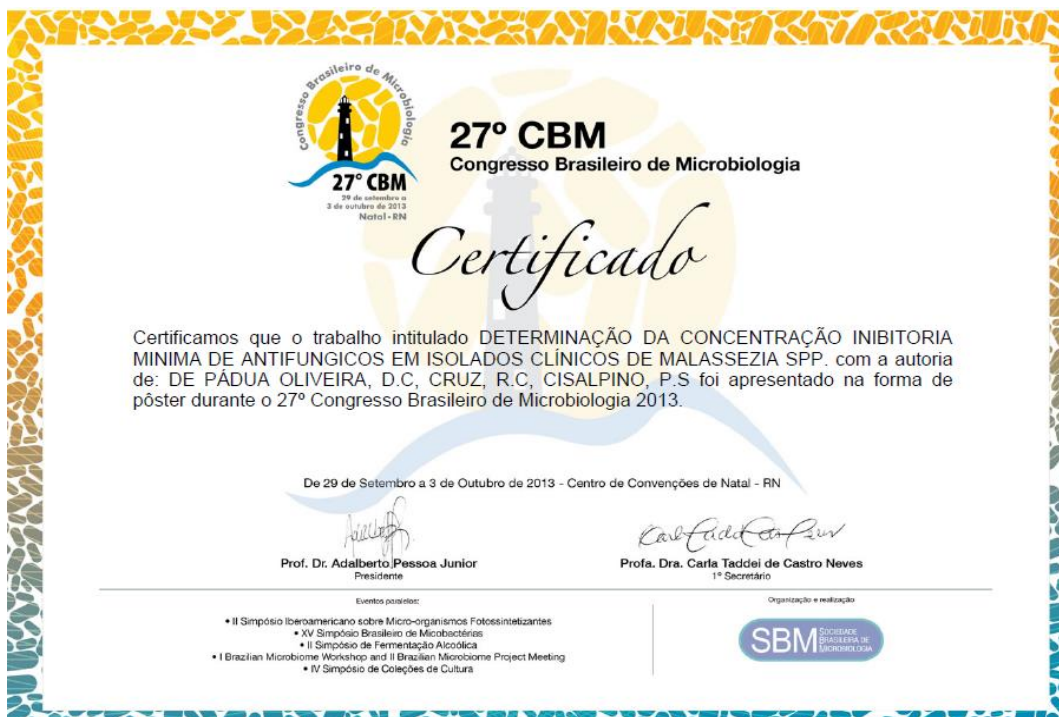 Congresso Brasileiro de Microbiologia
27° CBM
29 de setembro a
3 de outubro de 2013
Natal - RN
27º CBM
Congresso Brasileiro de Microbiologia
Certificado
Certificamos que o trabalho intitulado DETERMINAÇÃO DA CONCENTRAÇÃO INIBITORIA
MINIMA DE ANTIFUNGICOS EM ISOLADOS CLÍNICOS DE MALASSEZIA SPP. com a autoria
de: DE PÁDUA OLIVEIRA, D.C, CRUZ, R.C, CISALPINO, P.S foi apresentado na forma de
pôster durante o 27º Congresso Brasileiro de Microbiologia 2013.
De 29 de Setembro a 3 de Outubro de 2013 - Centro de Convenções de Natal - RN
Prof. Dr. Adalberto Pessoa Junior
Presidente
Profa. Dra. Carla Taddei de Castro Neves
1º Secretário
Eventos paralelos:
• II Simpósio Iberoamericano sobre Micro-organismos Fotossintetizantes
• XV Simpósio Brasileiro de Micobactérias
• II Simpósio de Fermentação Alcoólica
• I Brazilian Microbiome Workshop and II Brazilian Microbiome Project Meeting
• IV Simpósio de Coleções de Cultura
Organização e realização
SBM
SOCIEDADE
BRASILEIRA DE
MICROBIOLOGIA